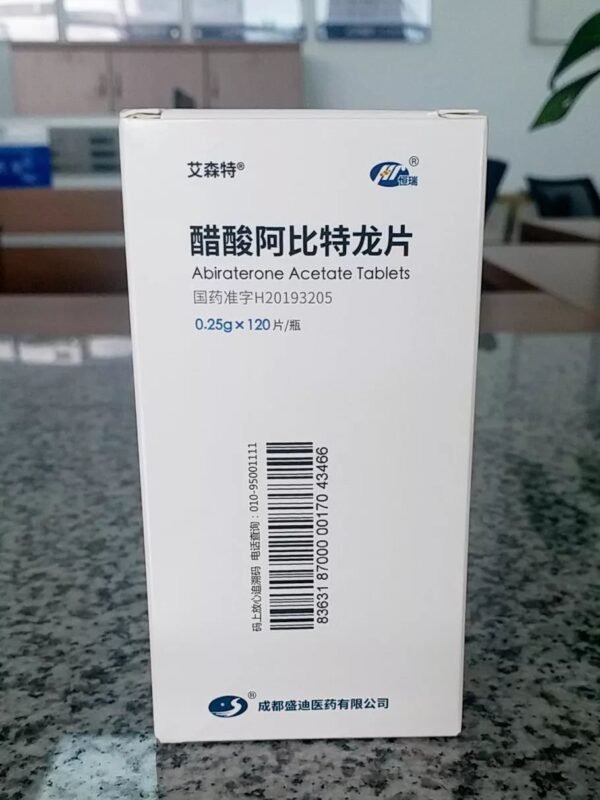 艾森特®
恒瑞®
醋酸阿比特龙片
Abiraterone Acetate Tablets
国药准字H20193205
0.25g×120片/瓶
码上放心追溯码 电话查询:010-95001111
83631 87000 00170 43466
®成都盛迪医药有限公司